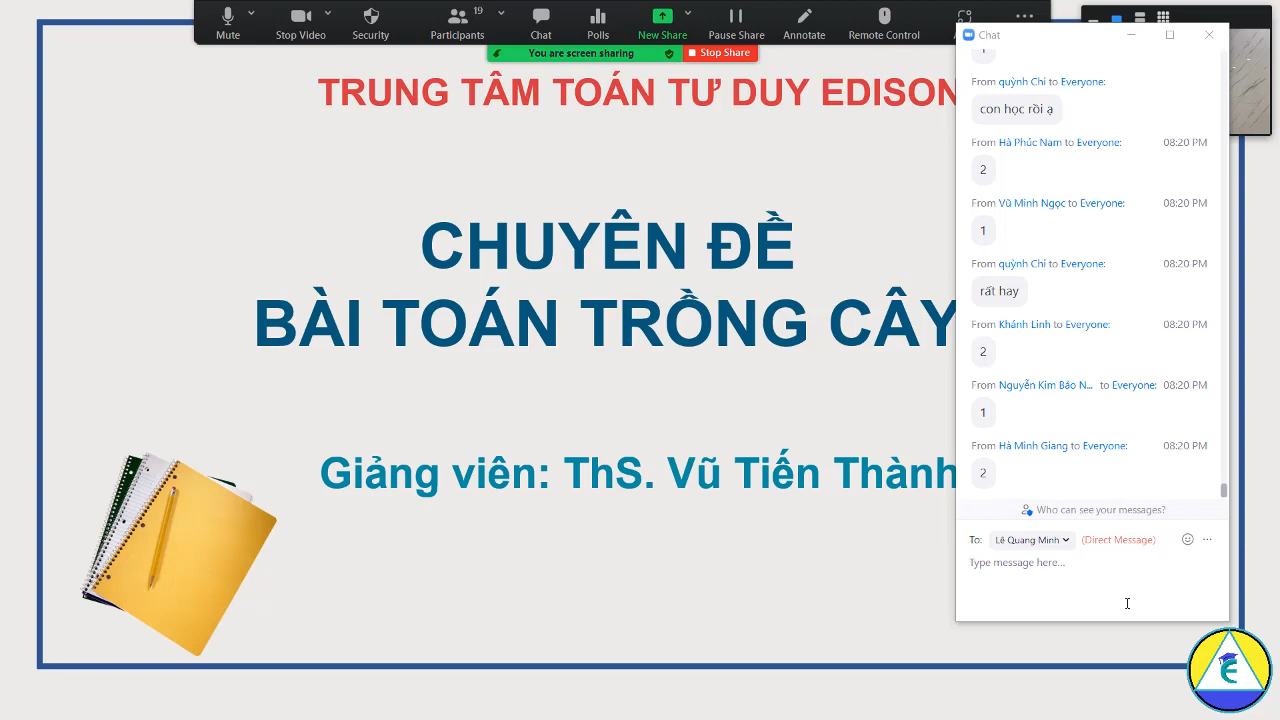 Mute
Stop Video
Security
Participants
19
Chat
Polls
New Share
Pause Share
Annotate
Remote Control
You are screen sharing
Stop Share
TRUNG TÂM TOÁN TƯ DUY EDISON
CHUYÊN ĐỀ
BÀI TOÁN TRỒNG CÂY
Giảng viên: ThS. Vũ Tiến Thành
Chat
1
From quỳnh Chi to Everyone:
con học rồi ạ
From Hà Phúc Nam to Everyone: 08:20 PM
2
From Vũ Minh Ngọc to Everyone: 08:20 PM
1
From quỳnh Chi to Everyone: 08:20 PM
rất hay
From Khánh Linh to Everyone: 08:20 PM
2
From Nguyễn Kim Bảo N... to Everyone: 08:20 PM
1
From Hà Minh Giang to Everyone: 08:20 PM
2
Who can see your messages?
To: Lê Quang Minh (Direct Message)
Type message here...
E